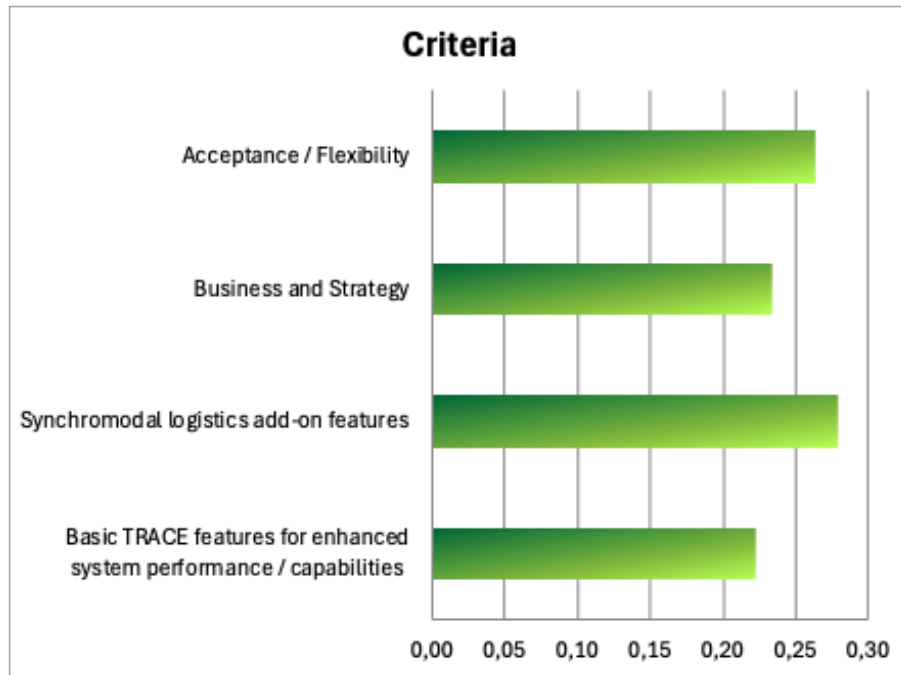 Criteria
Acceptance / Flexibility
Business and Strategy
Synchromodal logistics add-on features
Basic TRACE features for enhanced
system performance / capabilities
0,00 0,05 0,10 0,15 0,20 0,25 0,30